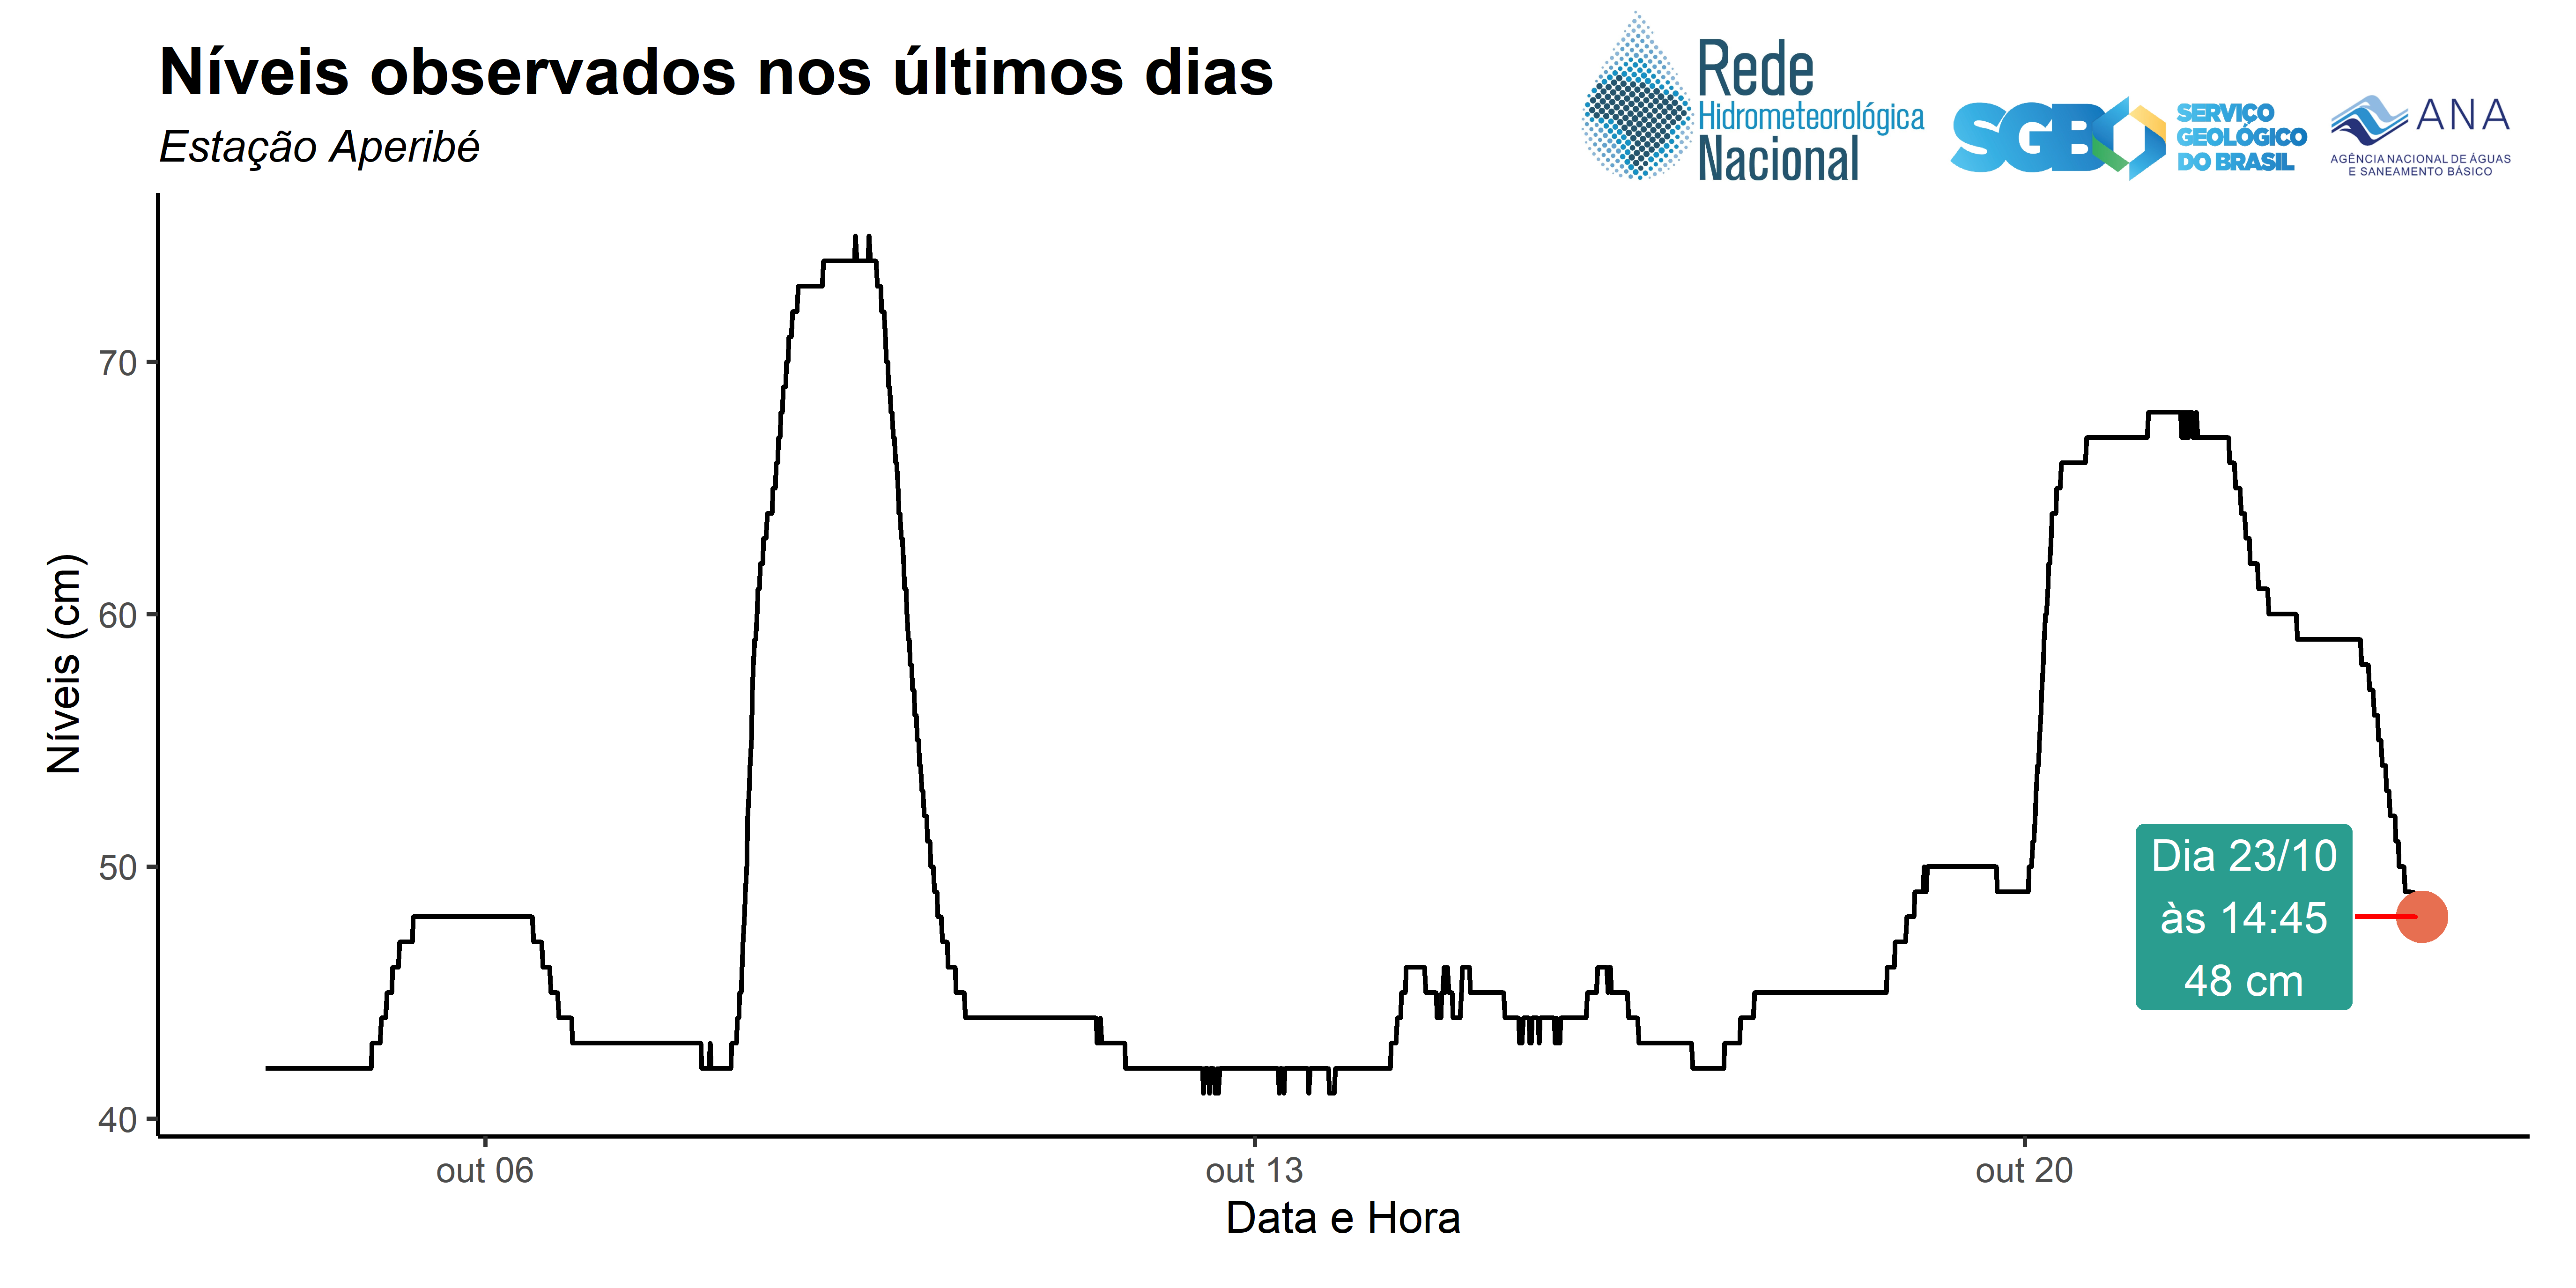 Níveis observados nos últimos dias
Estação Aperibé
Rede
Hidrometeorológica
Nacional
SGB
SERVIÇO
GEOLÓGICO
DO BRASIL
ANA
AGÊNCIA NACIONAL DE ÁGUAS
E SANEAMENTO BÁSICO
Níveis (cm)
70
60
50
40
Dia 23/10
às 14:45
48 cm
out 06
out 13
out 20
Data e Hora